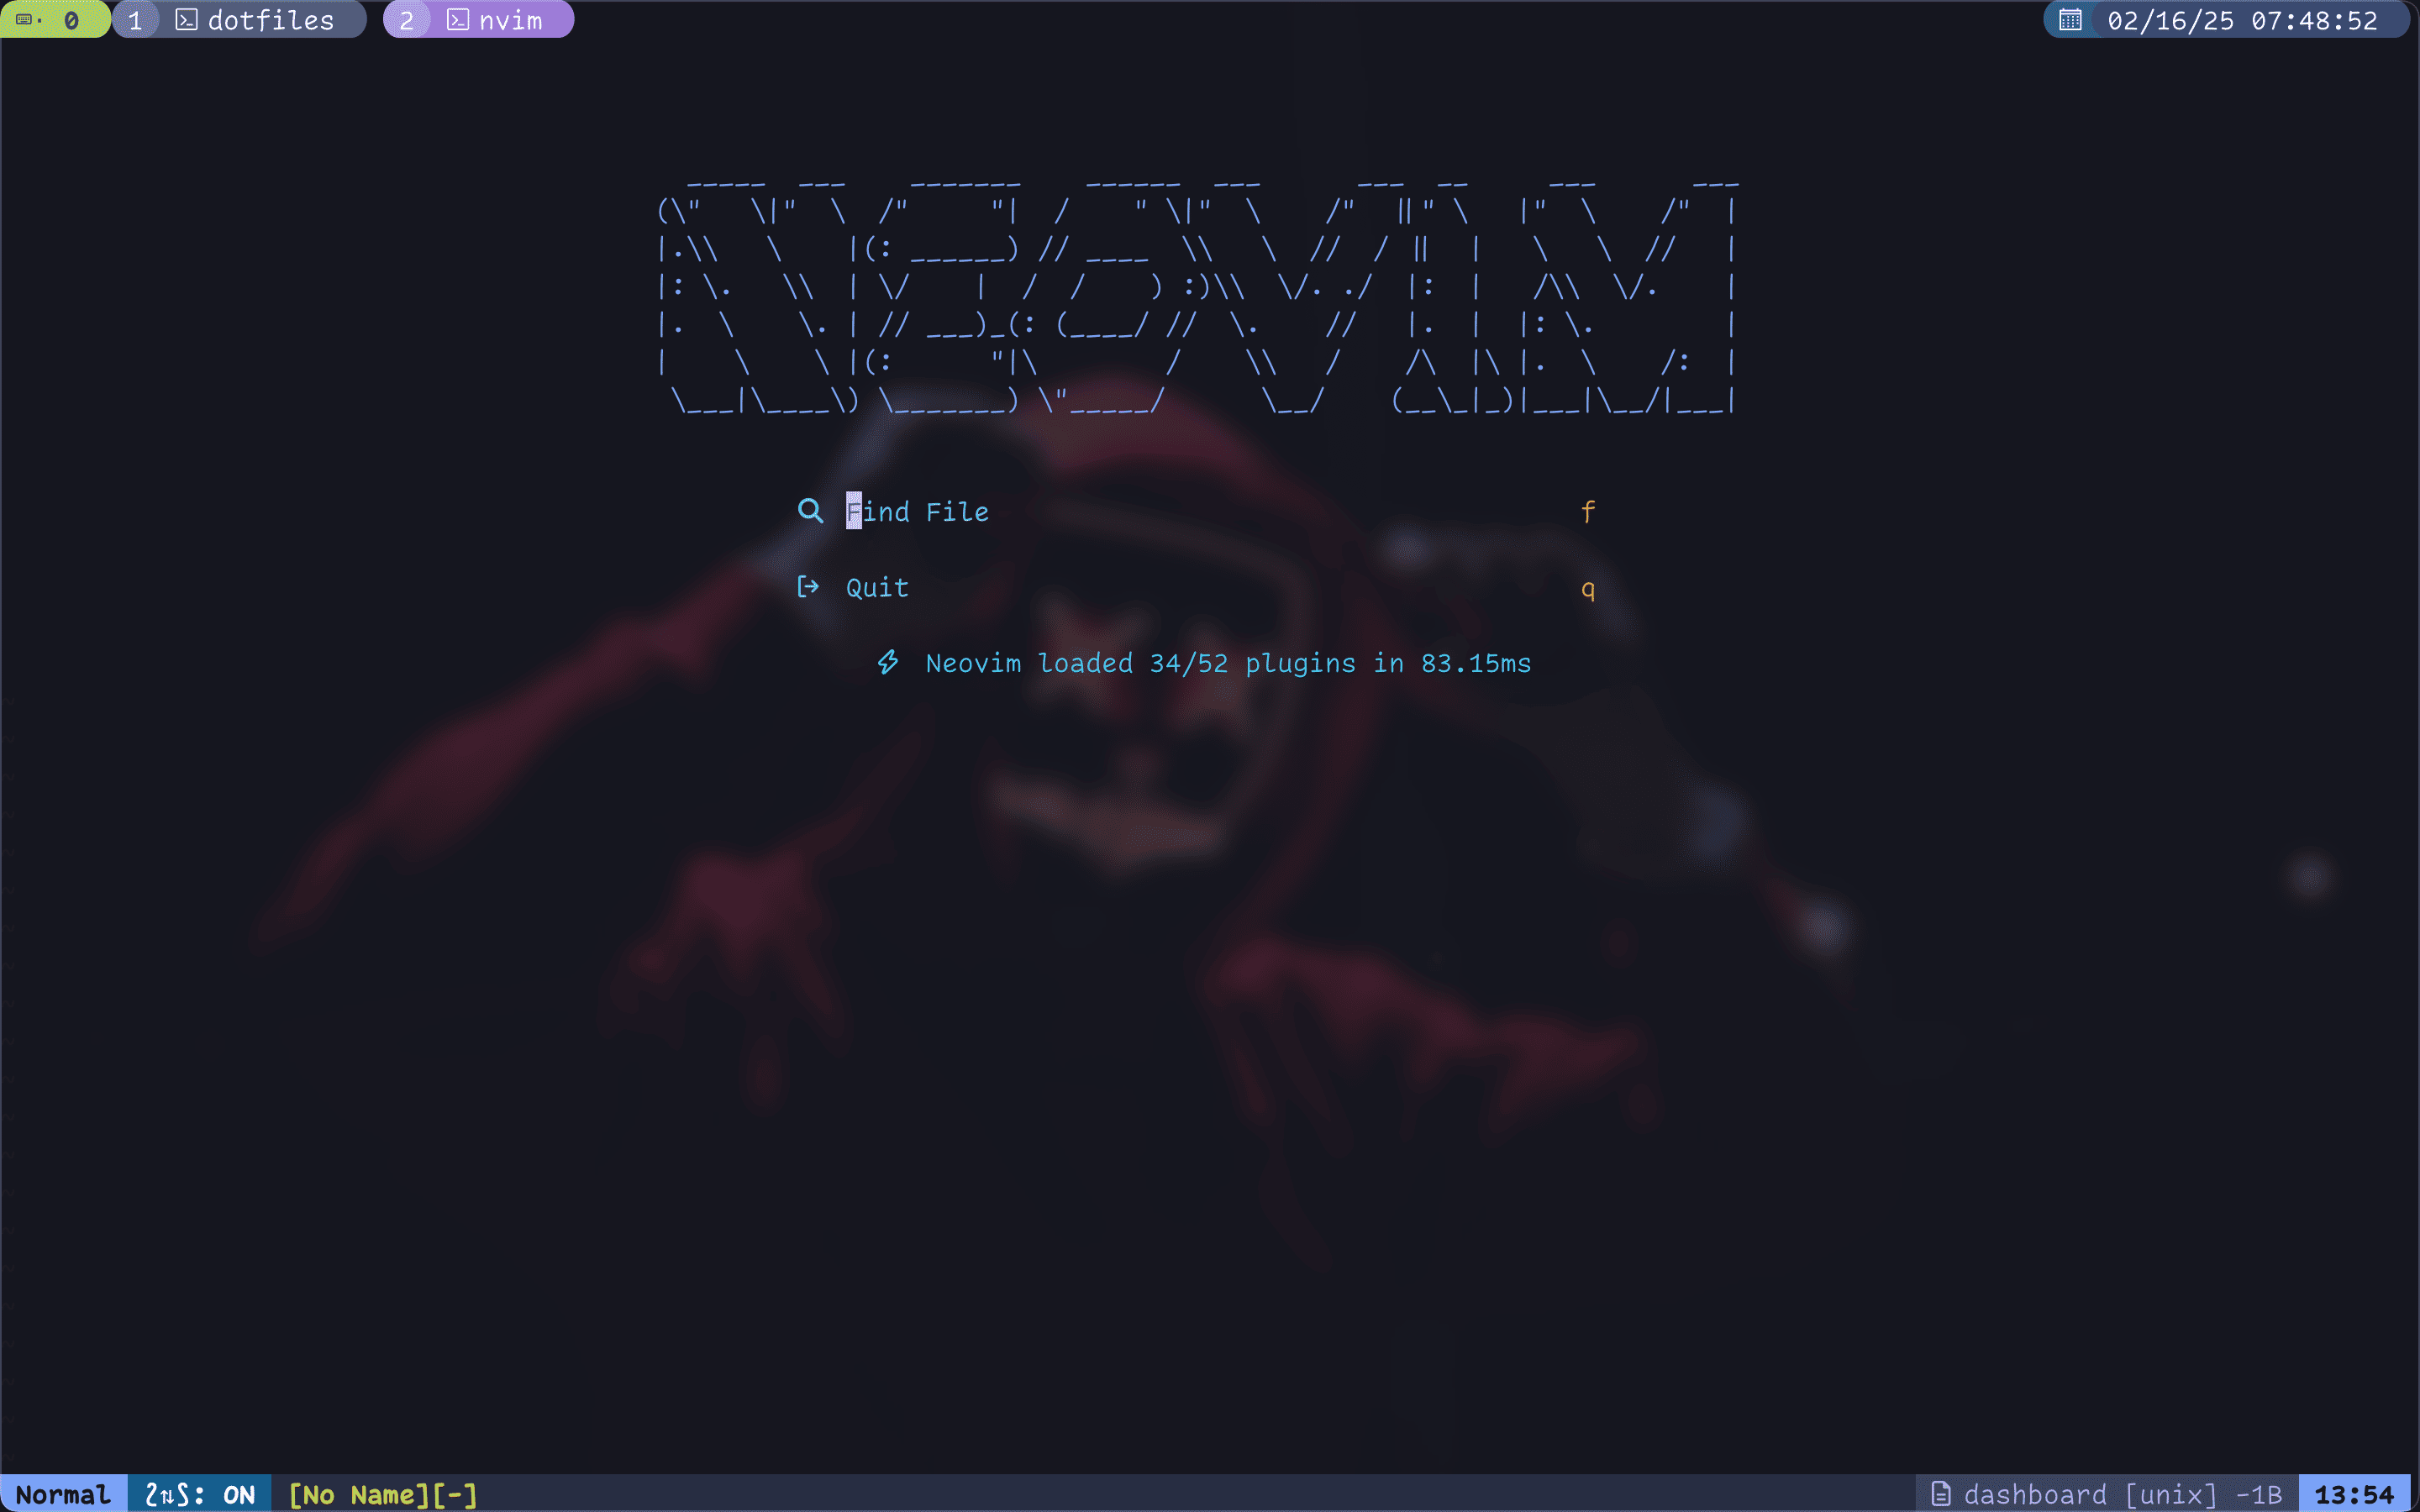 0 1 dotfiles 2 nvim 02/16/25 07:48:52
NEOVIM
Find File f
Quit q
Neovim loaded 34/52 plugins in 83.15ms
Normal S⇅S: ON [No Name][-] dashboard [unix] -1B 13:54